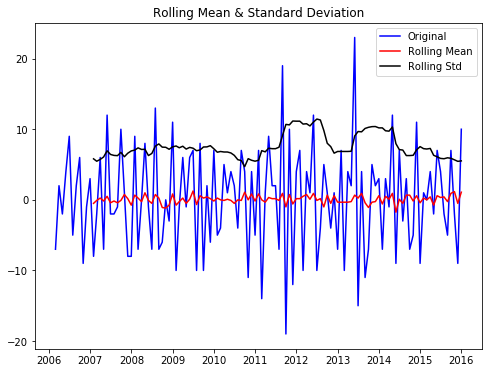 Rolling Mean & Standard Deviation
Original
Rolling Mean
Rolling Std
20
10
0
−10
−20
2006 2007 2008 2009 2010 2011 2012 2013 2014 2015 2016